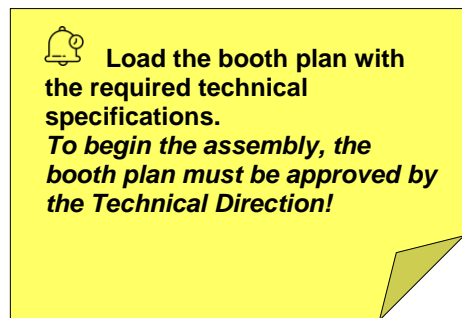 Load the booth plan with
the required technical
specifications.
To begin the assembly, the
booth plan must be approved by
the Technical Direction!